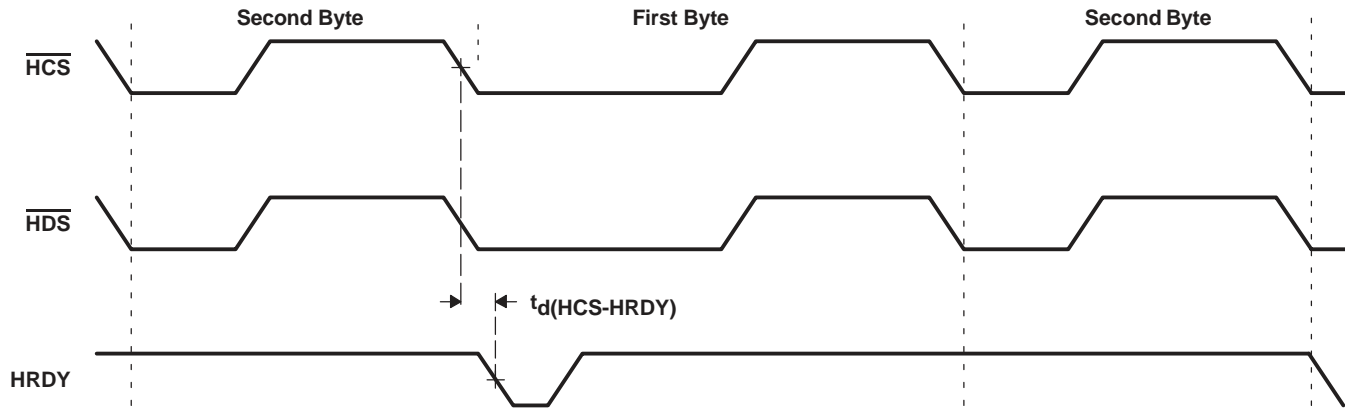 Second Byte First Byte Second Byte
HCS
HDS
td(HCS-HRDY)
HRDY